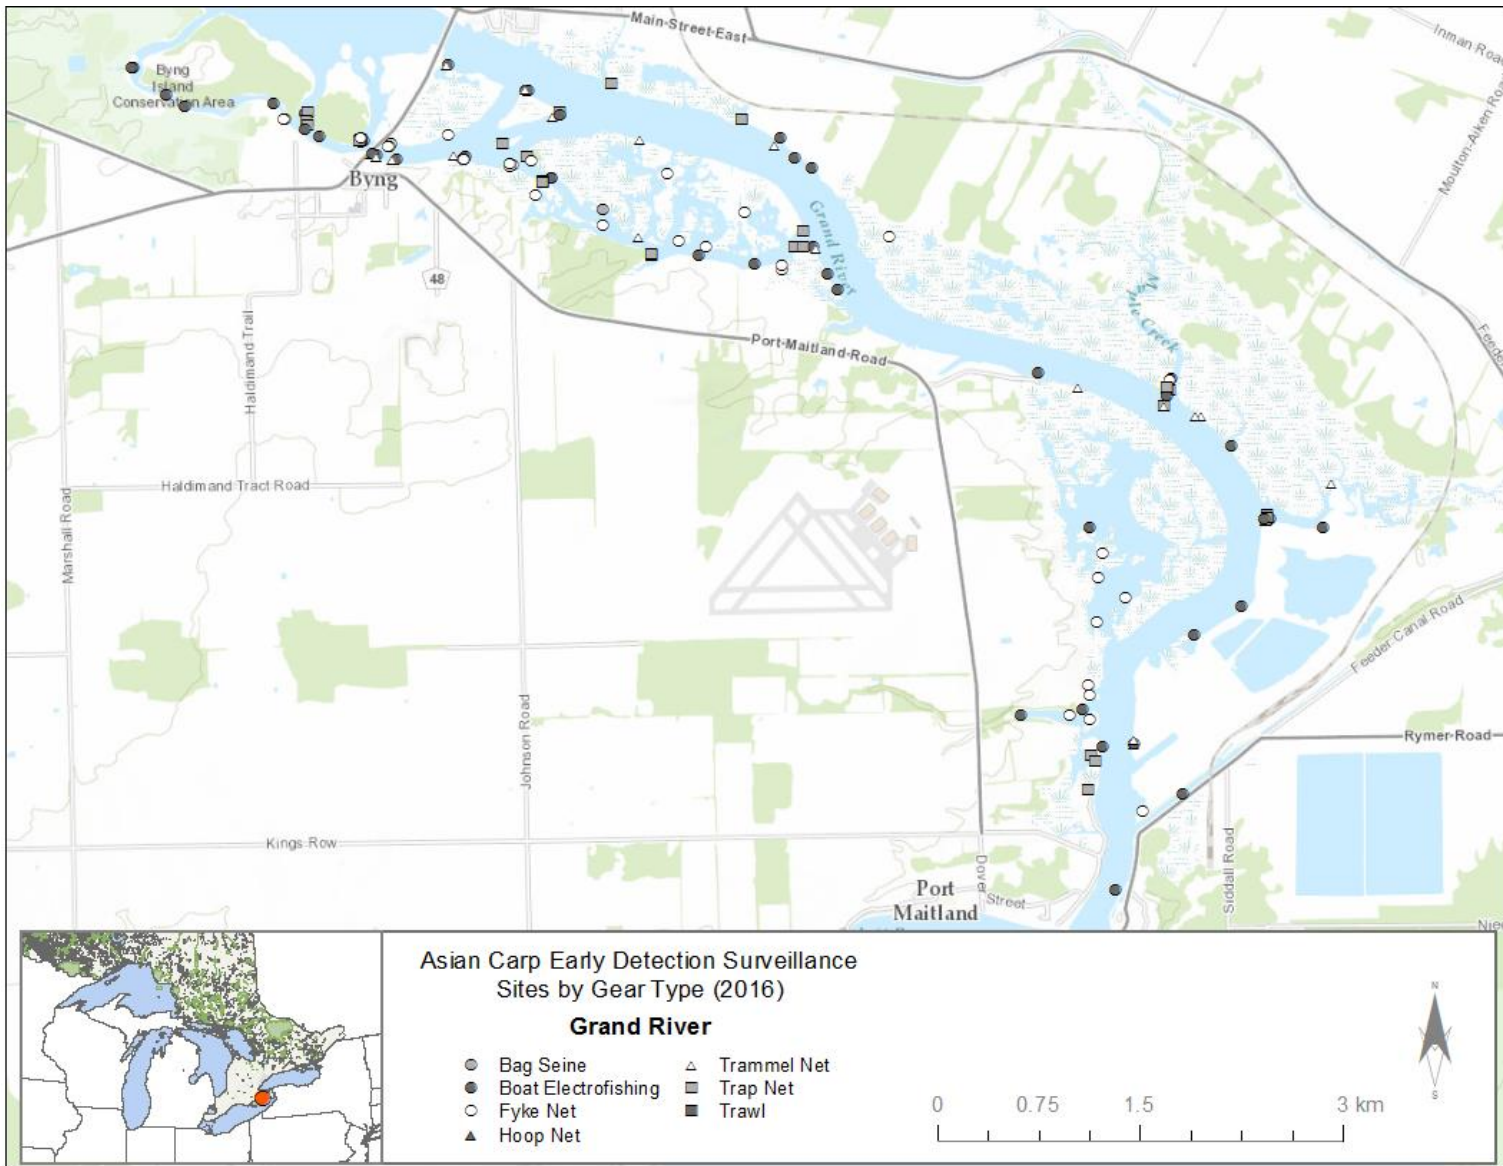 Main-Street-East
Inman Road
Byng
Island
Conservation Area
Moulton-Aiken Road
Byng
Grand River
48
Maple Creek
Haldimand Trail
Port-Maitland-Road
Feeder
Haldimand Tract Road
Marshall Road
Feeder Canal Road
Johnson Road
Rymer-Road
Kings Row
Dover Street
Siddall Road
Port
Maitland
Asian Carp Early Detection Surveillance
Sites by Gear Type (2016)
Grand River
Bag Seine
Boat Electrofishing
Fyke Net
Hoop Net
Trammel Net
Trap Net
Trawl
0 0.75 1.5 3 km
N
S